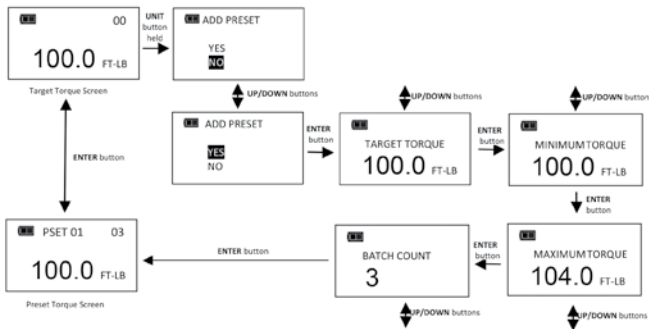 00
100.0 FT-LB
Target Torque Screen
UNIT
button
held
ADD PRESET
YES
NO
UP/DOWN buttons
ADD PRESET
YES
NO
ENTER
button
UP/DOWN buttons
TARGET TORQUE
100.0 FT-LB
ENTER
button
UP/DOWN buttons
MINIMUM TORQUE
100.0 FT-LB
ENTER
button
MAXIMUM TORQUE
104.0 FT-LB
UP/DOWN buttons
ENTER
button
BATCH COUNT
3
UP/DOWN buttons
ENTER button
PSET 01 03
100.0 FT-LB
Preset Torque Screen
ENTER button